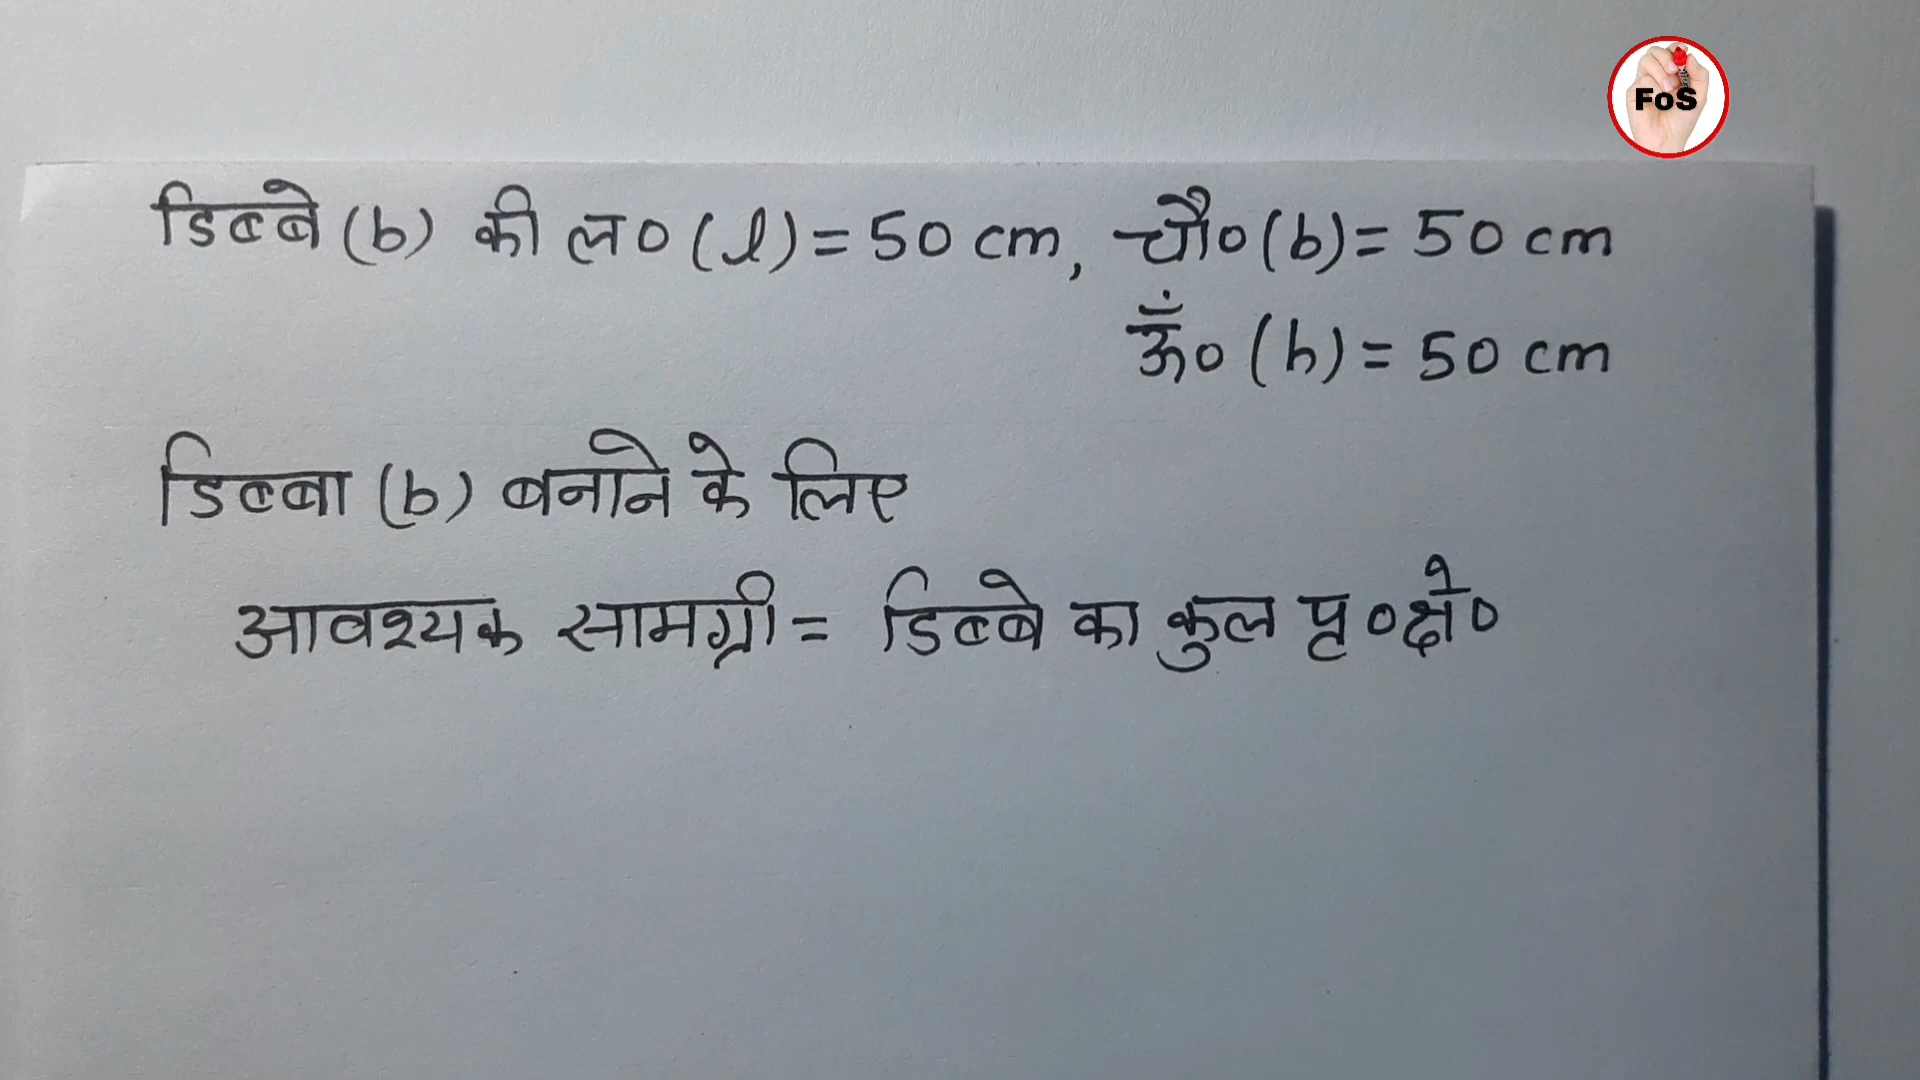 FoS
डिब्बे (b) की ल० (l) = 50 cm, चौ० (b) = 50 cm
ऊँ० (h) = 50 cm
डिब्बा (b) बनाने के लिए
आवश्यक सामग्री = डिब्बे का कुल पृ०क्षे०